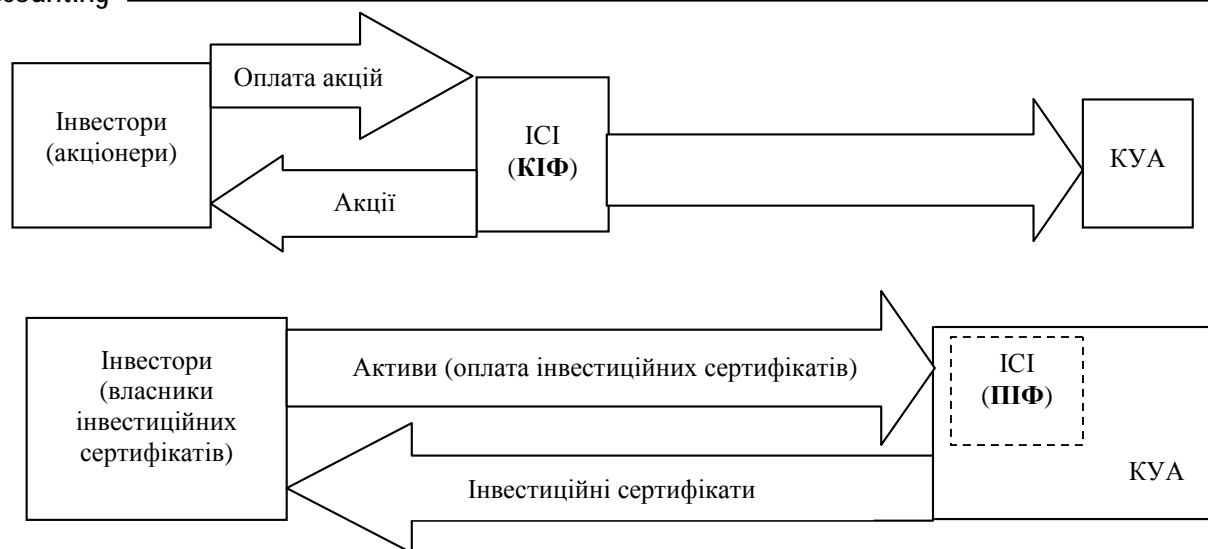 Оплата акцій
Інвестори
(акціонери)
ІСІ
(КІФ)
КУА
Акції
Інвестори
(власники
інвестиційних
сертифікатів)
Активи (оплата інвестиційних сертифікатів)
ІСІ
(ПІФ)
КУА
Інвестиційні сертифікати